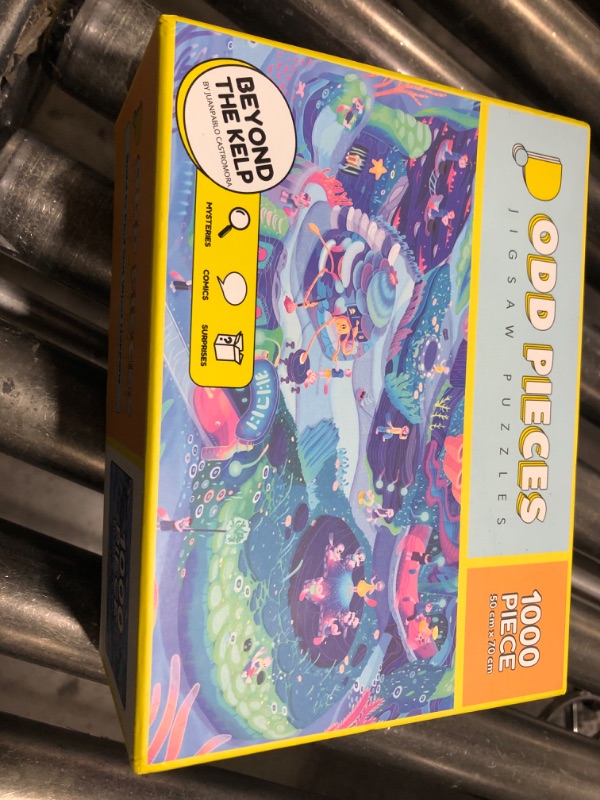 ODD PIECES
JIGSAW PUZZLES
1000
PIECE
50 cm x 70 cm
BEYOND
THE KELP
BY JUANPABLO CASTROMORA
MYSTERIES
COMICS
SURPRISES
1000